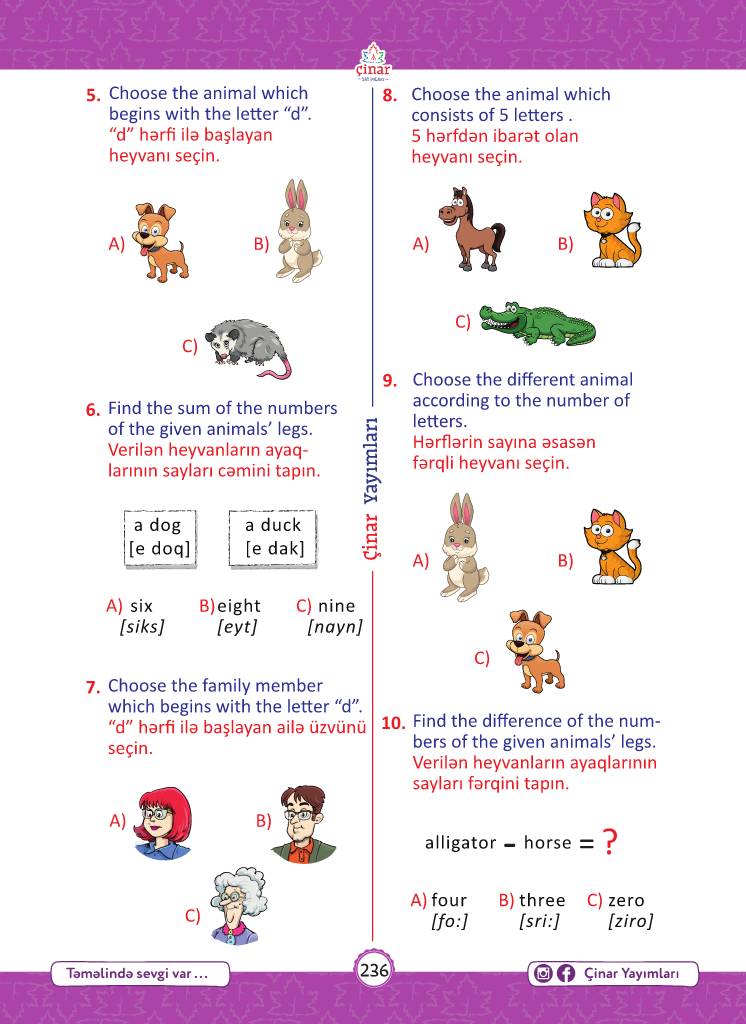 çinar
YAYIMLARI
5. Choose the animal which
begins with the letter “d”.
“d” hərfi ilə başlayan
heyvanı seçin.
A)
B)
C)
6. Find the sum of the numbers
of the given animals’ legs.
Verilən heyvanların ayaq-
larının sayları cəmini tapın.
a dog
[e doq]
a duck
[e dak]
A) six B) eight C) nine
[siks] [eyt] [nayn]
7. Choose the family member
which begins with the letter “d”.
“d” hərfi ilə başlayan ailə üzvünü
seçin.
A)
B)
C)
Çinar Yayımları
8. Choose the animal which
consists of 5 letters .
5 hərfdən ibarət olan
heyvanı seçin.
A)
B)
C)
9. Choose the different animal
according to the number of
letters.
Hərflərin sayına əsasən
fərqli heyvanı seçin.
A)
B)
C)
10. Find the difference of the num-
bers of the given animals’ legs.
Verilən heyvanların ayaqlarının
sayları fərqini tapın.
alligator – horse = ?
A) four B) three C) zero
[fo:] [sri:] [ziro]
Təməlində sevgi var...
236
Çinar Yayımları